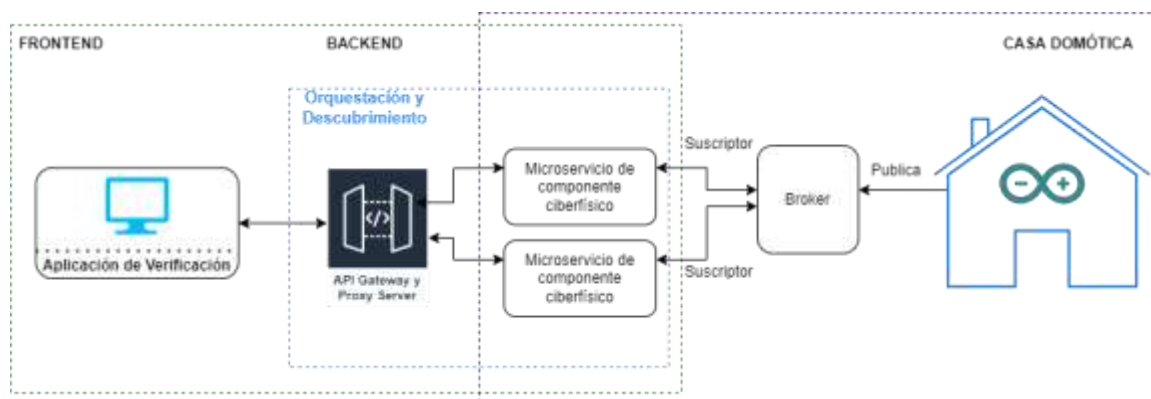 FRONTEND
BACKEND
CASA DOMÓTICA
Orquestación y
Descubrimiento
Aplicación de Verificación
</>
API Gateway y
Proxy Server
Microservicio de
componente
ciberfísico
Microservicio de
componente
ciberfísico
Suscriptor
Suscriptor
Broker
Publica